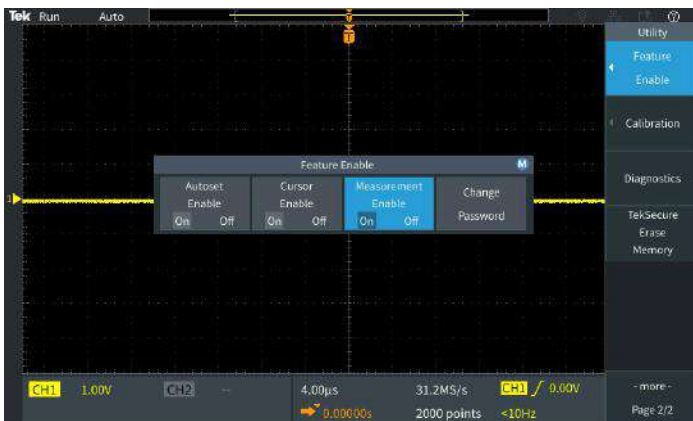 Tek Run Auto
Utility
Feature
Enable
Calibration
Diagnostics
TekSecure
Erase
Memory
- more -
Page 2/2
T
1
Feature Enable M
Autoset
Enable
On Off
Cursor
Enable
On Off
Measurement
Enable
On Off
Change
Password
CH1 1.00V CH2 --
4.00µs 31.2MS/s CH1 0.00V
0.00000s 2000 points <10Hz